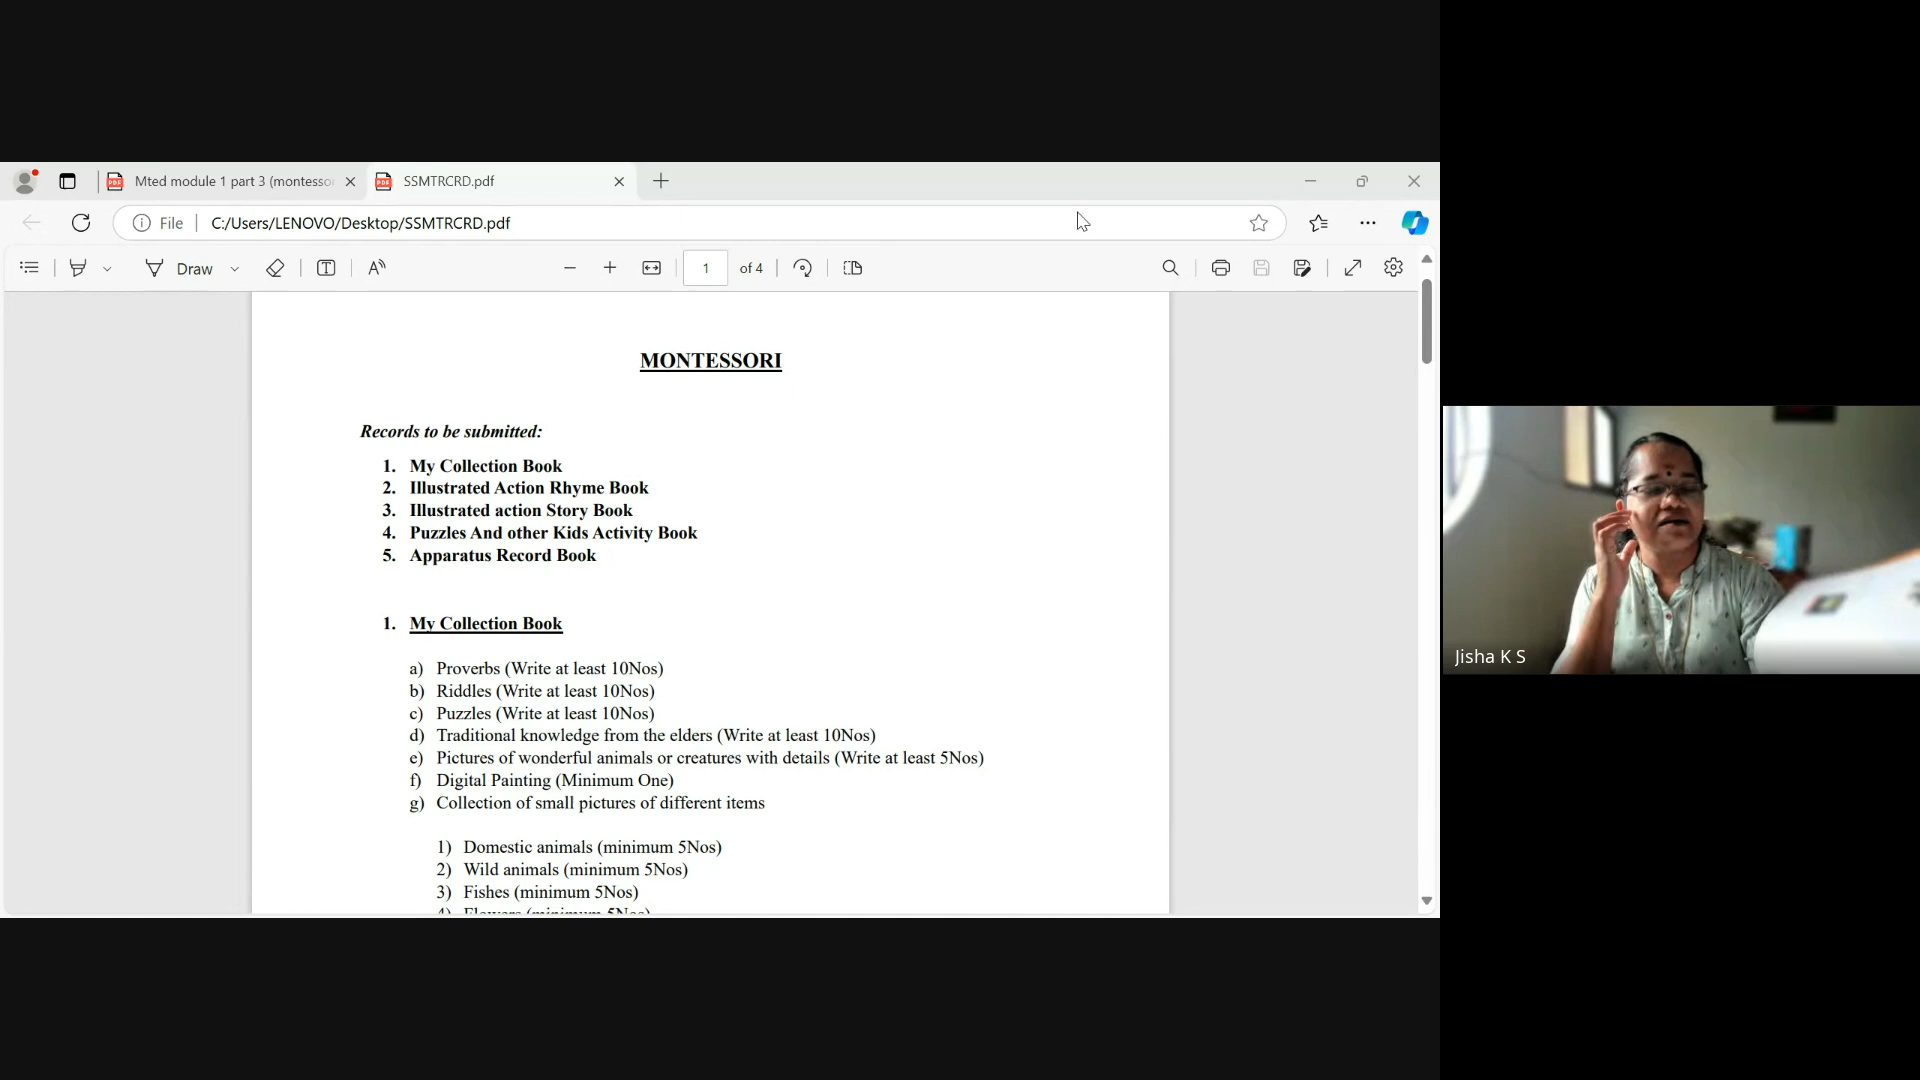 Mted module 1 part 3 (montesso
SSMTRCRD.pdf
File
C:/Users/LENOVO/Desktop/SSMTRCRD.pdf
Draw
1 of 4
MONTESSORI
Records to be submitted:
1. My Collection Book
2. Illustrated Action Rhyme Book
3. Illustrated action Story Book
4. Puzzles And other Kids Activity Book
5. Apparatus Record Book
1. My Collection Book
a) Proverbs (Write at least 10Nos)
b) Riddles (Write at least 10Nos)
c) Puzzles (Write at least 10Nos)
d) Traditional knowledge from the elders (Write at least 10Nos)
e) Pictures of wonderful animals or creatures with details (Write at least 5Nos)
f) Digital Painting (Minimum One)
g) Collection of small pictures of different items
1) Domestic animals (minimum 5Nos)
2) Wild animals (minimum 5Nos)
3) Fishes (minimum 5Nos)
4) Flowers (minimum 5Nos)
Jisha K S